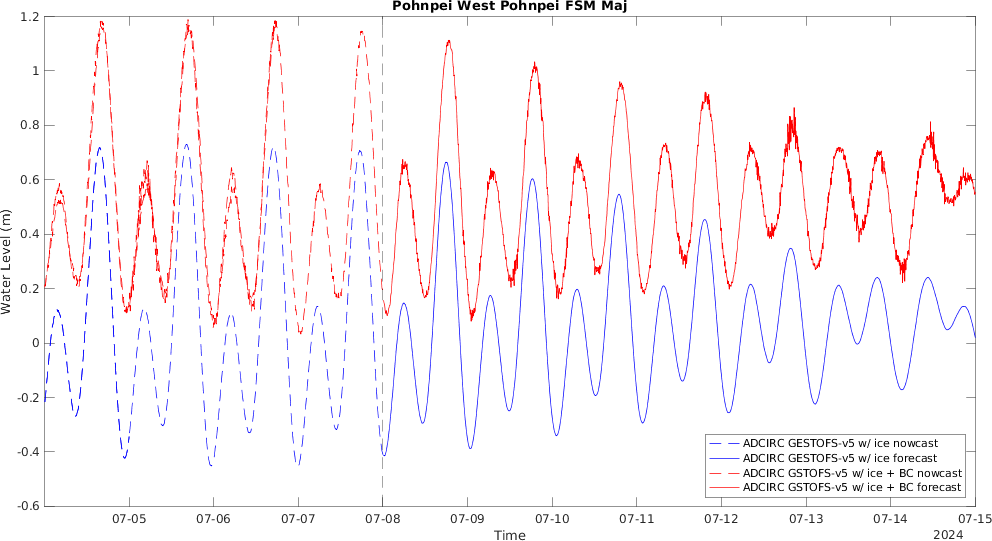 Pohnpei West Pohnpei FSM Maj
Water Level (m)
1.2
1
0.8
0.6
0.4
0.2
0
-0.2
-0.4
-0.6
ADCIRC GESTOFS-v5 w/ ice nowcast
ADCIRC GESTOFS-v5 w/ ice forecast
ADCIRC GSTOFS-v5 w/ ice + BC nowcast
ADCIRC GSTOFS-v5 w/ ice + BC forecast
07-05 07-06 07-07 07-08 07-09 07-10 07-11 07-12 07-13 07-14 07-15
Time
2024